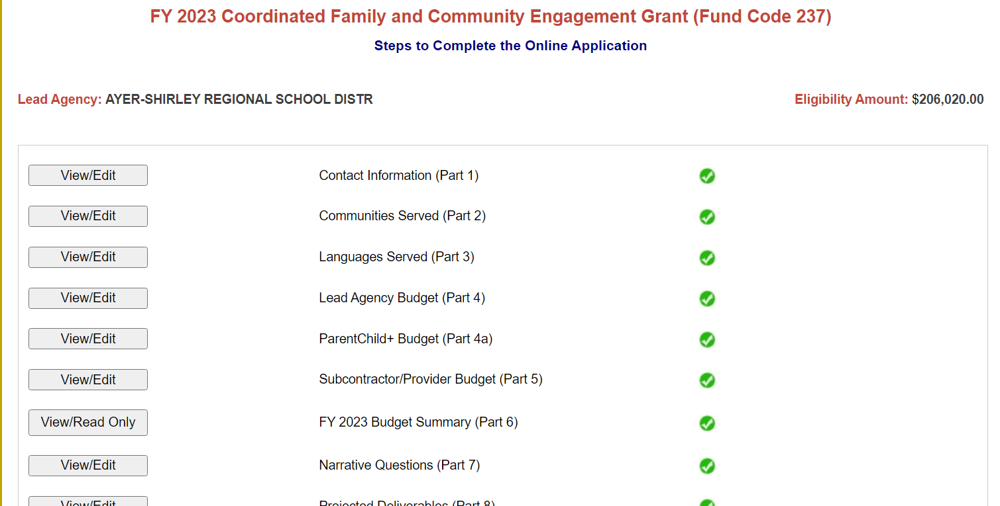 FY 2023 Coordinated Family and Community Engagement Grant (Fund Code 237)
Steps to Complete the Online Application
Lead Agency: AYER-SHIRLEY REGIONAL SCHOOL DISTR Eligibility Amount: $206,020.00
View/Edit Contact Information (Part 1)
View/Edit Communities Served (Part 2)
View/Edit Languages Served (Part 3)
View/Edit Lead Agency Budget (Part 4)
View/Edit ParentChild+ Budget (Part 4a)
View/Edit Subcontractor/Provider Budget (Part 5)
View/Read Only FY 2023 Budget Summary (Part 6)
View/Edit Narrative Questions (Part 7)
View/Edit Projected Deliverables (Part 8)